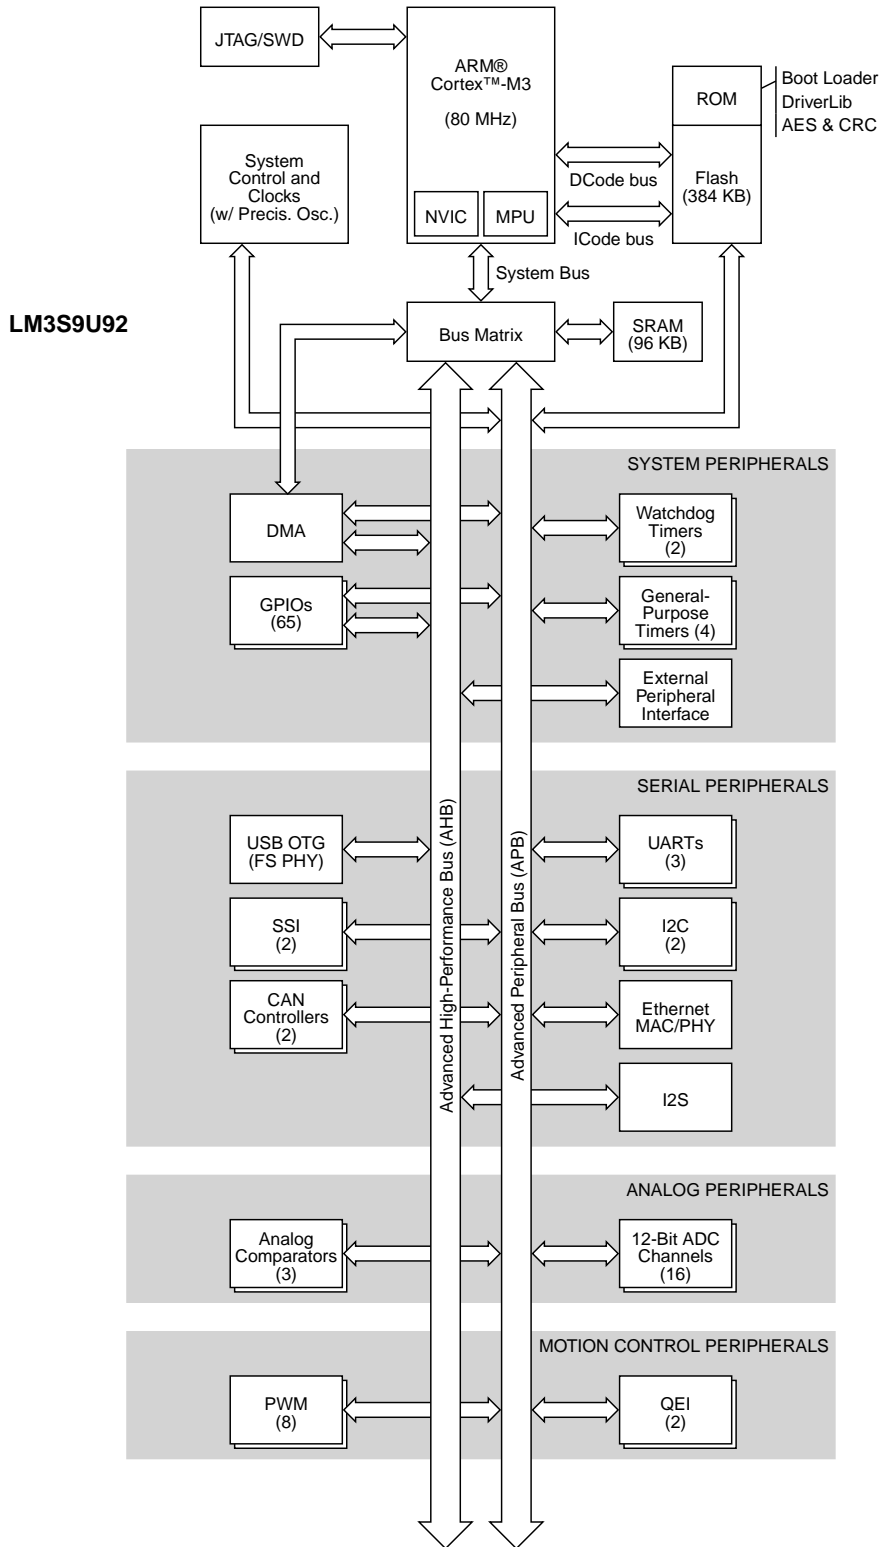 JTAG/SWD
ARM®
Cortex™-M3
(80 MHz)
NVIC
MPU
ROM
Boot Loader
DriverLib
AES & CRC
Flash
(384 KB)
DCode bus
ICode bus
System
Control and
Clocks
(w/ Precis. Osc.)
System Bus
LM3S9U92
Bus Matrix
SRAM
(96 KB)
SYSTEM PERIPHERALS
DMA
Watchdog
Timers
(2)
GPIOs
(65)
General-
Purpose
Timers (4)
External
Peripheral
Interface
Advanced High-Performance Bus (AHB)
Advanced Peripheral Bus (APB)
SERIAL PERIPHERALS
USB OTG
(FS PHY)
UARTs
(3)
SSI
(2)
I2C
(2)
CAN
Controllers
(2)
Ethernet
MAC/PHY
I2S
ANALOG PERIPHERALS
Analog
Comparators
(3)
12-Bit ADC
Channels
(16)
MOTION CONTROL PERIPHERALS
PWM
(8)
QEI
(2)